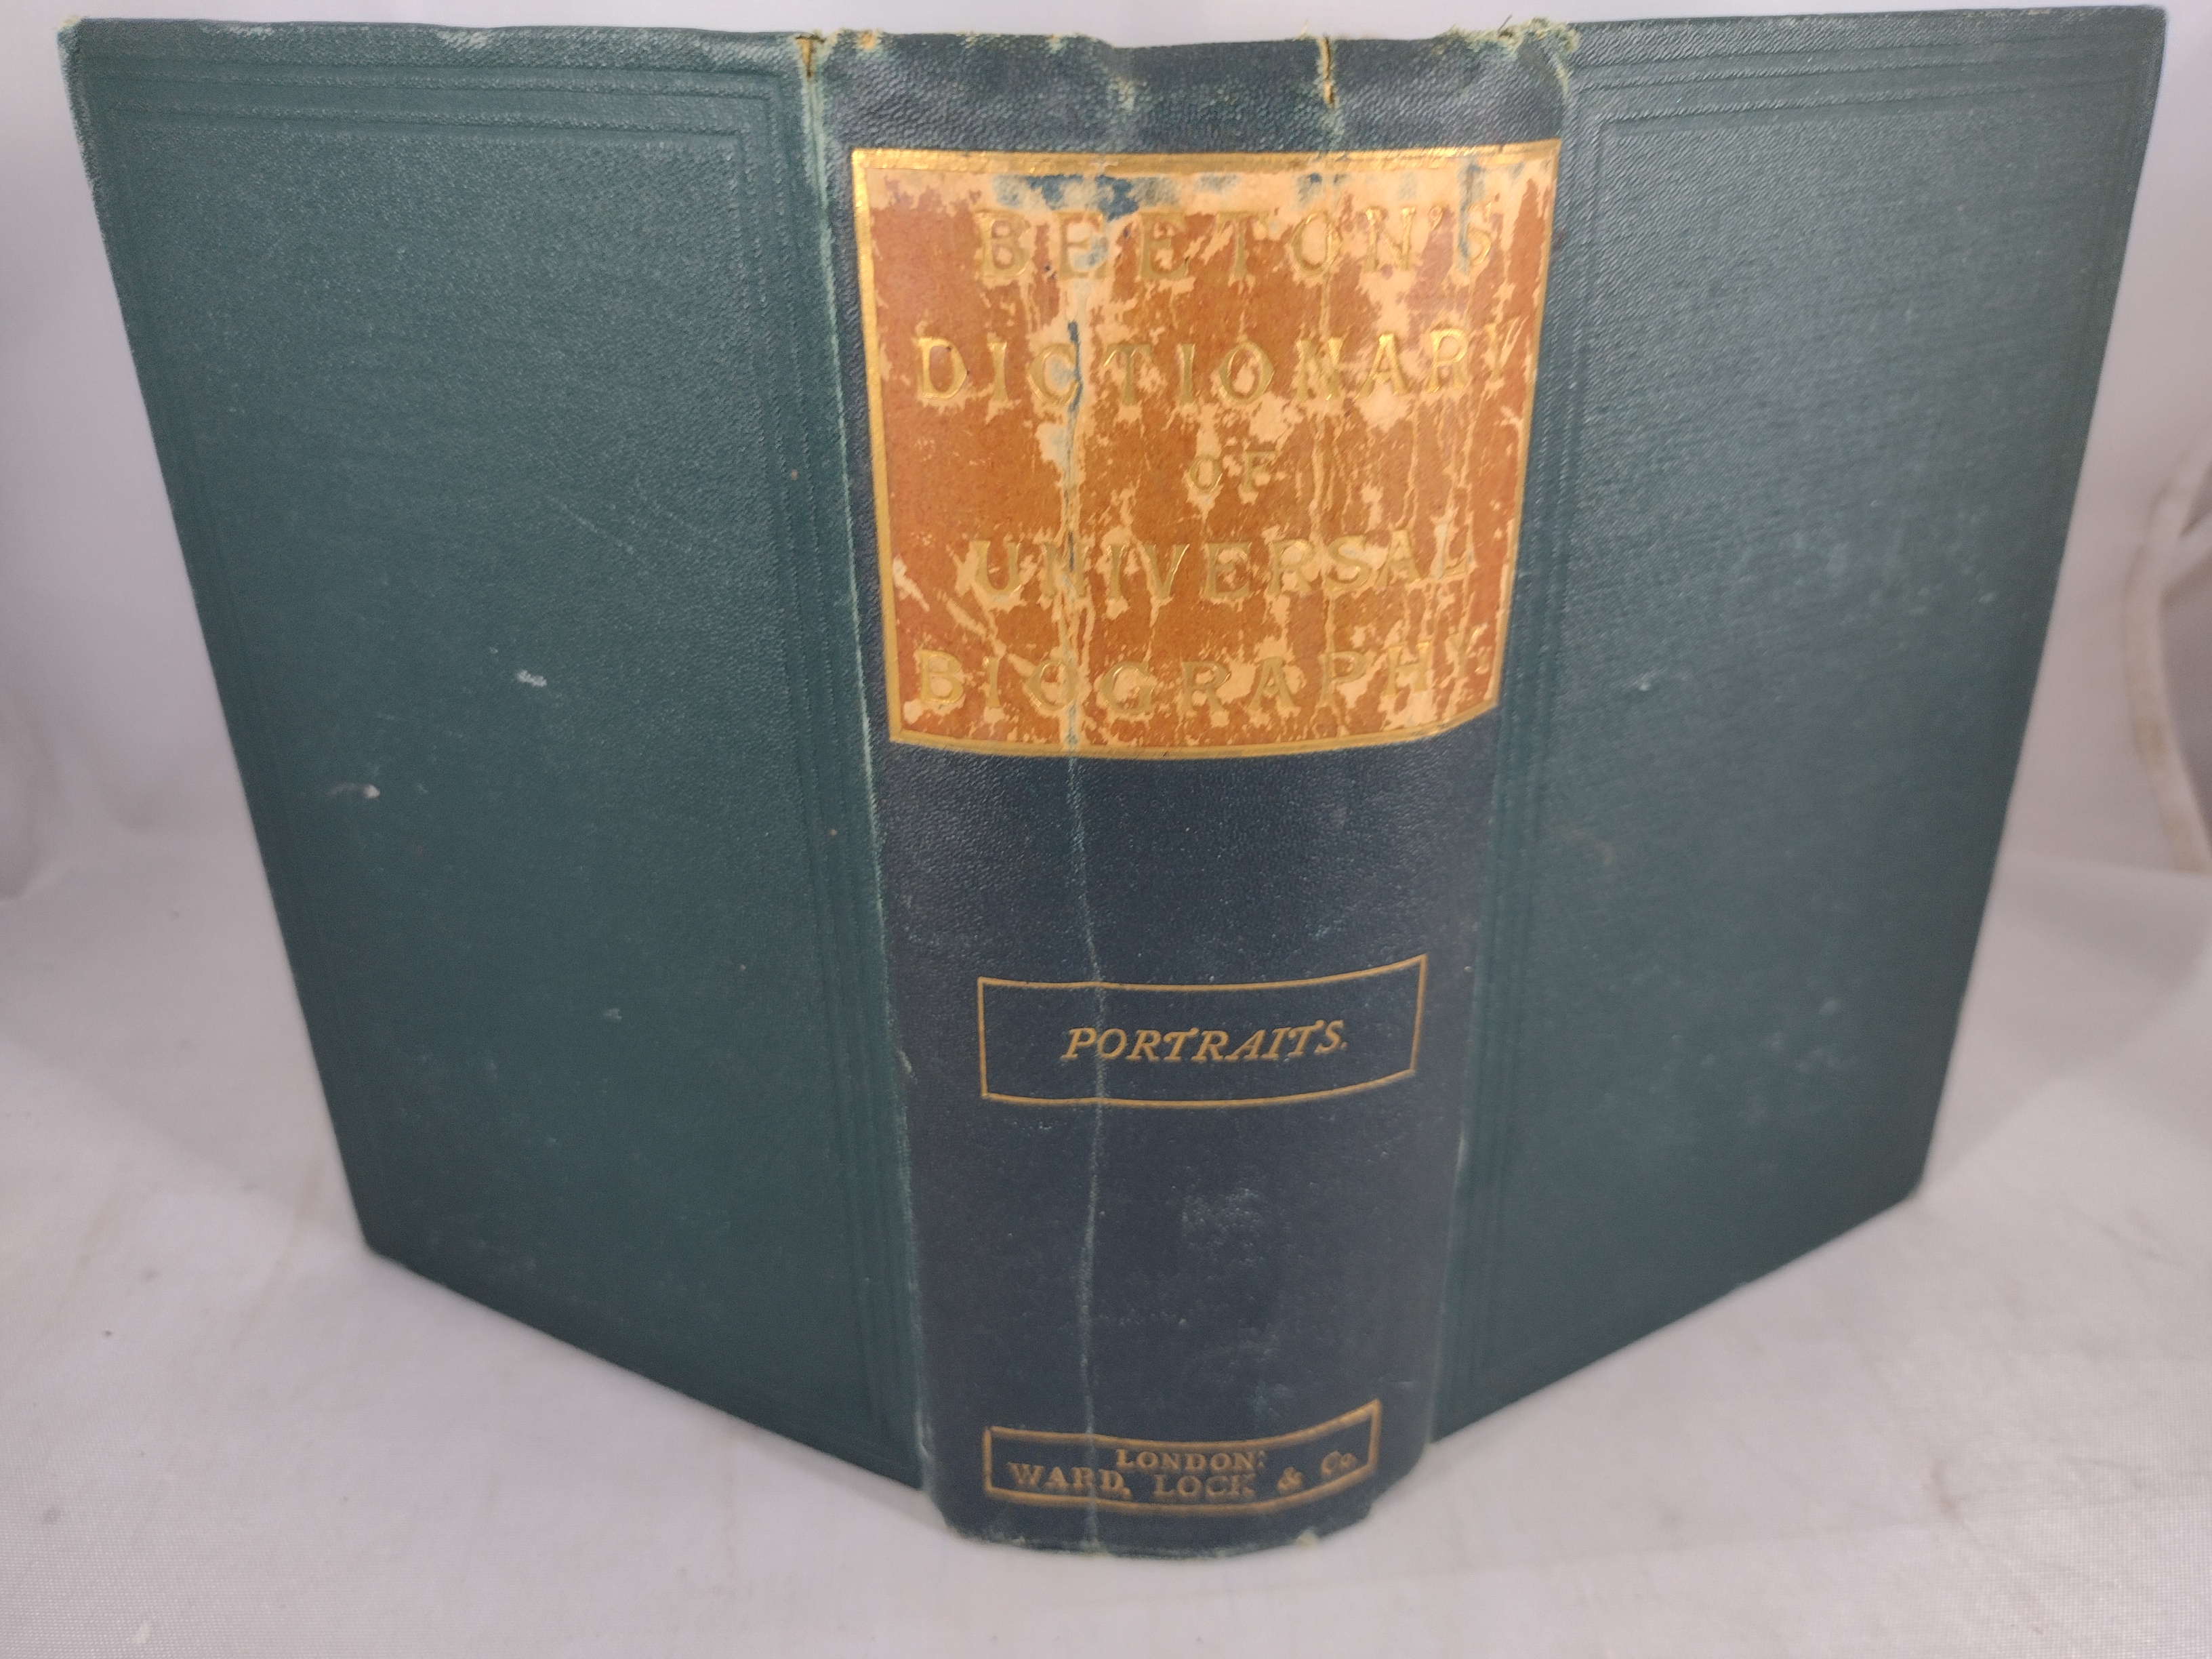 BEETON'S
DICTIONARY
OF
UNIVERSAL
BIOGRAPHY.
PORTRAITS.
LONDON:
WARD, LOCK & Co.